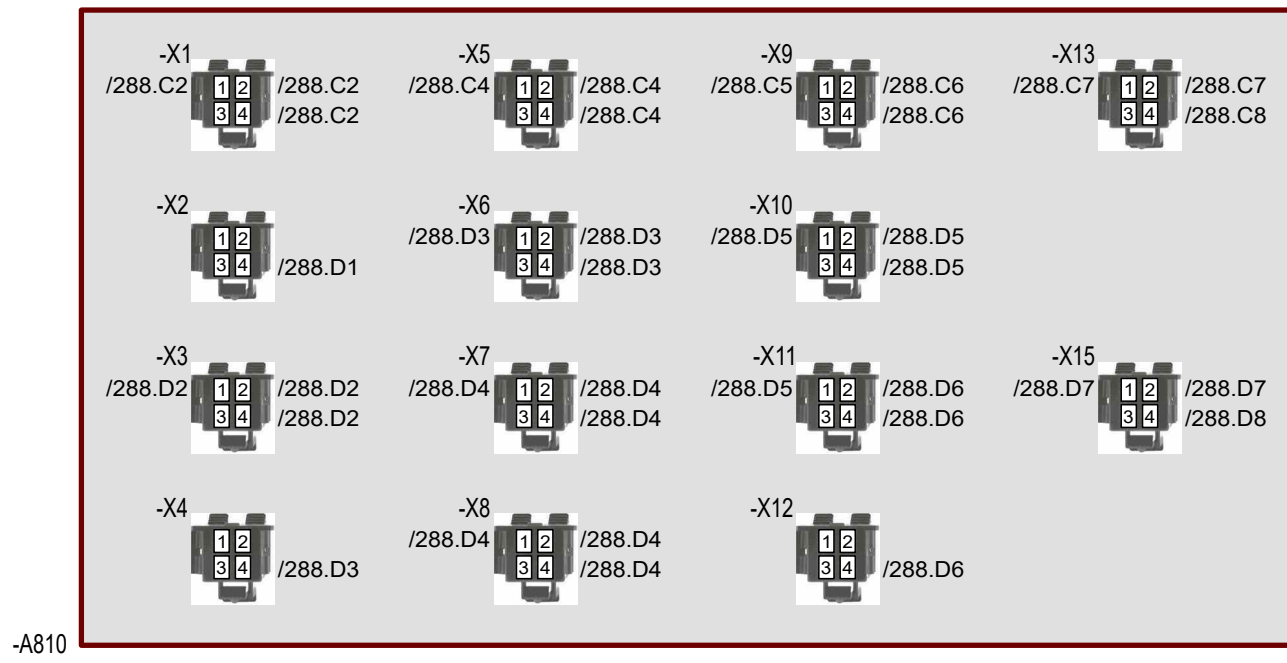 -X1 -X5 -X9 -X13
/288.C2 1 2 /288.C2 /288.C4 1 2 /288.C4 /288.C5 1 2 /288.C6 /288.C7 1 2 /288.C7
3 4 /288.C2 3 4 /288.C4 3 4 /288.C6 3 4 /288.C8
-X2 -X6 -X10
1 2 /288.D3 1 2 /288.D3 /288.D5 1 2 /288.D5
3 4 /288.D1 3 4 /288.D3 3 4 /288.D5
-X3 -X7 -X11 -X15
/288.D2 1 2 /288.D2 /288.D4 1 2 /288.D4 /288.D5 1 2 /288.D6 /288.D7 1 2 /288.D7
3 4 /288.D2 3 4 /288.D4 3 4 /288.D6 3 4 /288.D8
-X4 -X8 -X12
1 2 /288.D4 1 2 /288.D4 1 2
3 4 /288.D3 3 4 /288.D4 3 4 /288.D6
-A810